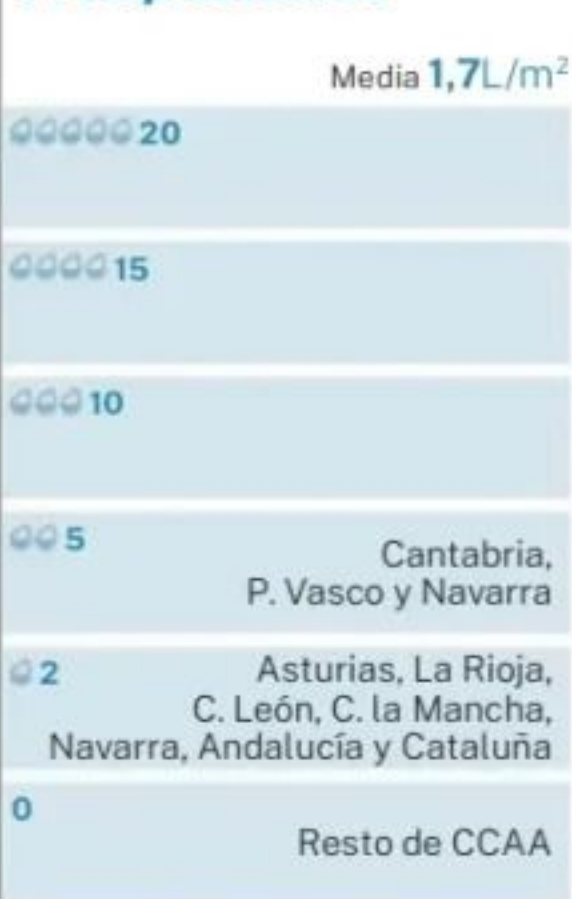 Media 1,7L/m²
20
15
10
5
Cantabria,
P. Vasco y Navarra
2
Asturias, La Rioja,
C. León, C. la Mancha,
Navarra, Andalucía y Cataluña
0
Resto de CCAA